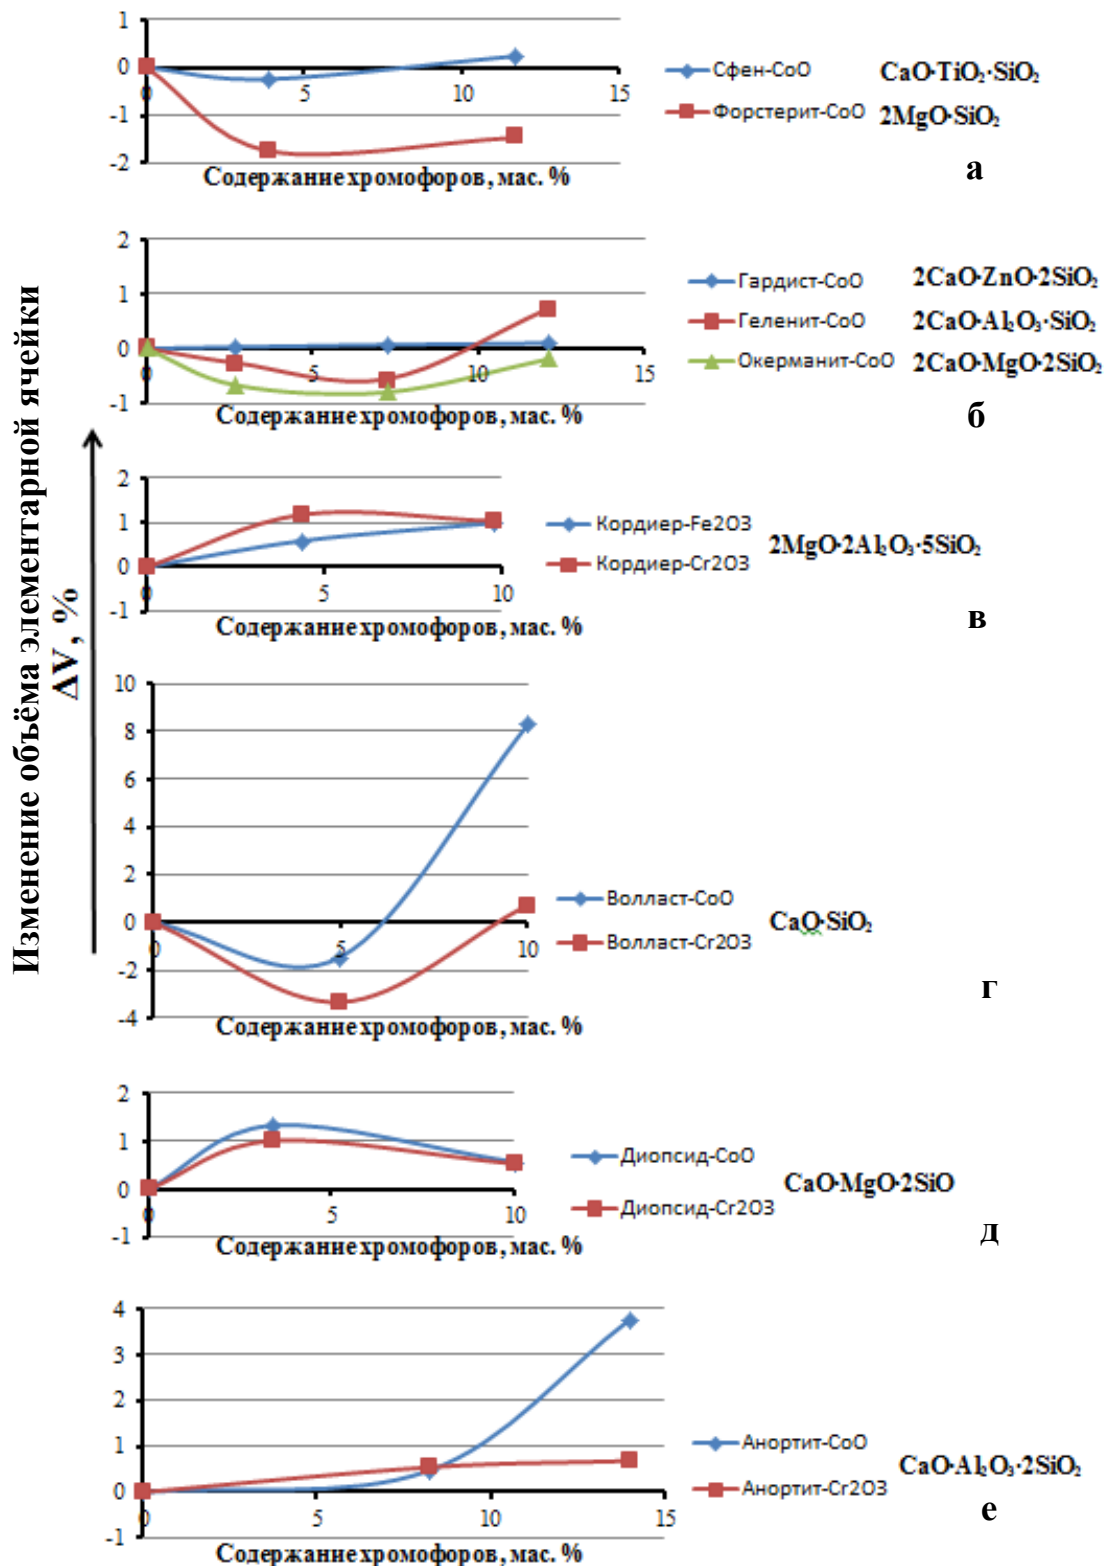 Изменение объёма элементарной ячейки
ΔV, %
1
0
-1
-2
0
5
10
15
Сфен-CoO
CaO·TiO₂·SiO₂
Форстерит-CoO
2MgO·SiO₂
Содержание хромофоров, мас. %
а
2
1
0
-1
0
5
10
15
Гардист-CoO
2CaO·ZnO·2SiO₂
Геленит-CoO
2CaO·Al₂O₃·SiO₂
Окерманит-CoO
2CaO·MgO·2SiO₂
Содержание хромофоров, мас. %
б
2
1
0
-1
0
5
10
Кордиер-Fe2O3
Кордиер-Cr2O3
2MgO·2Al₂O₃·5SiO₂
Содержание хромофоров, мас. %
в
10
8
6
4
2
0
-2
-4
0
5
10
Волласт-CoO
Волласт-Cr2O3
CaO·SiO₂
Содержание хромофоров, мас. %
г
2
1
0
-1
0
5
10
Диопсид-CoO
Диопсид-Cr2O3
CaO·MgO·2SiO
Содержание хромофоров, мас. %
д
4
3
2
1
0
-1
0
5
10
15
Анортит-CoO
Анортит-Cr2O3
CaO·Al₂O₃·2SiO₂
Содержание хромофоров, мас. %
е